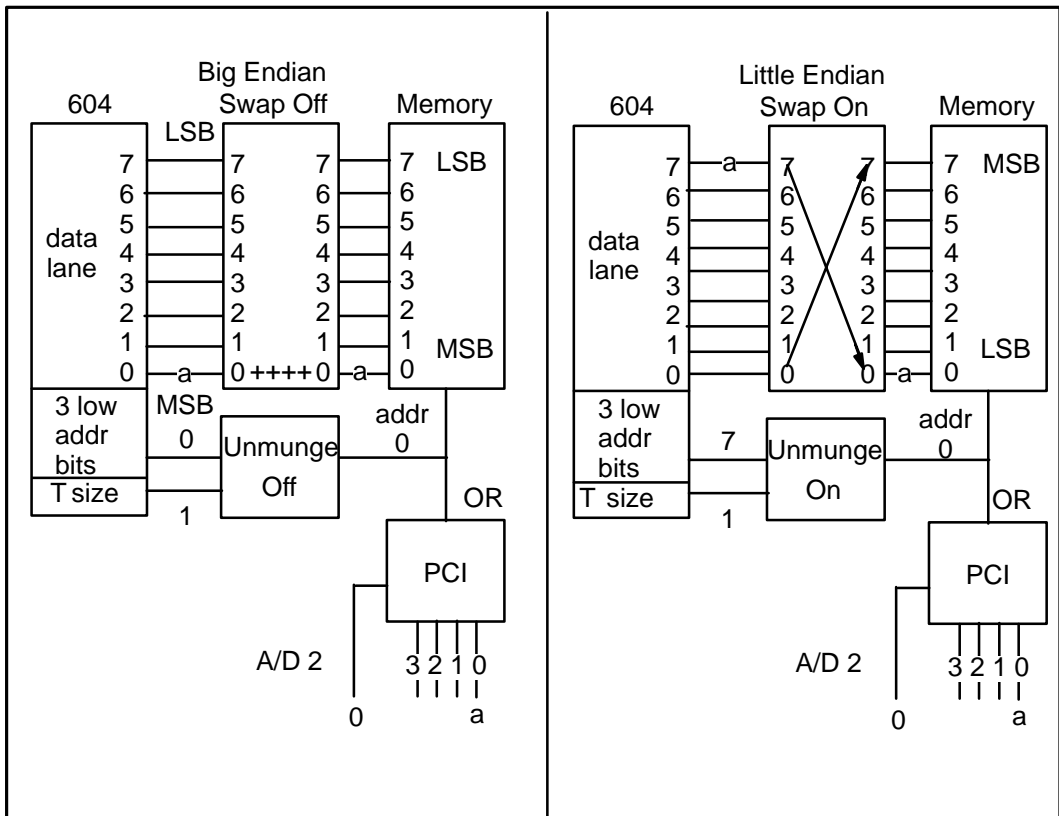 Big Endian
604 Swap Off Memory
LSB
7 7 7 7 LSB
6 6 6 6
5 5 5 5
data 4 4 4 4
lane 3 3 3 3
2 2 2 2
1 1 1 1 MSB
0 a 0 ++++ 0 a 0
3 low MSB addr
addr 0 Unmunge 0
bits Off
T size
1
OR
PCI
A/D 2 3 2 1 0
0 a
Little Endian
604 Swap On Memory
7 a 7 7 7 MSB
6 6 6 6
5 5 5 5
data 4 4 4 4
lane 3 3 3 3
2 2 2 2
1 1 1 1 LSB
0 0 0 a 0
3 low addr
addr 7 Unmunge 0
bits On
T size
1
OR
PCI
A/D 2 3 2 1 0
0 a